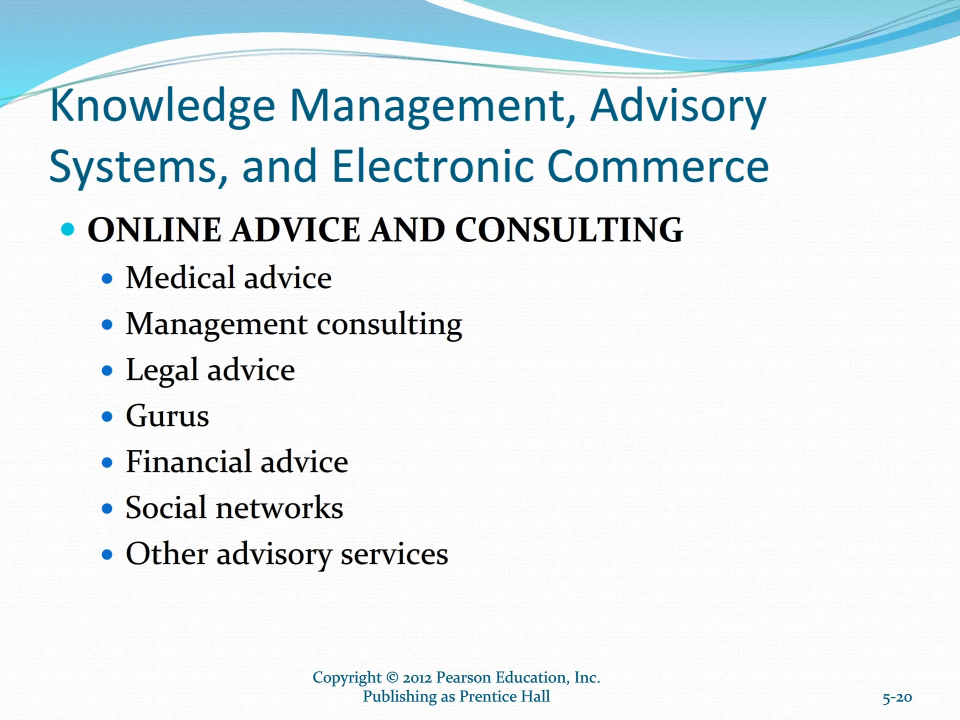 Knowledge Management, Advisory
Systems, and Electronic Commerce
• ONLINE ADVICE AND CONSULTING
• Medical advice
• Management consulting
• Legal advice
• Gurus
• Financial advice
• Social networks
• Other advisory services
Copyright © 2012 Pearson Education, Inc.
Publishing as Prentice Hall
5-20